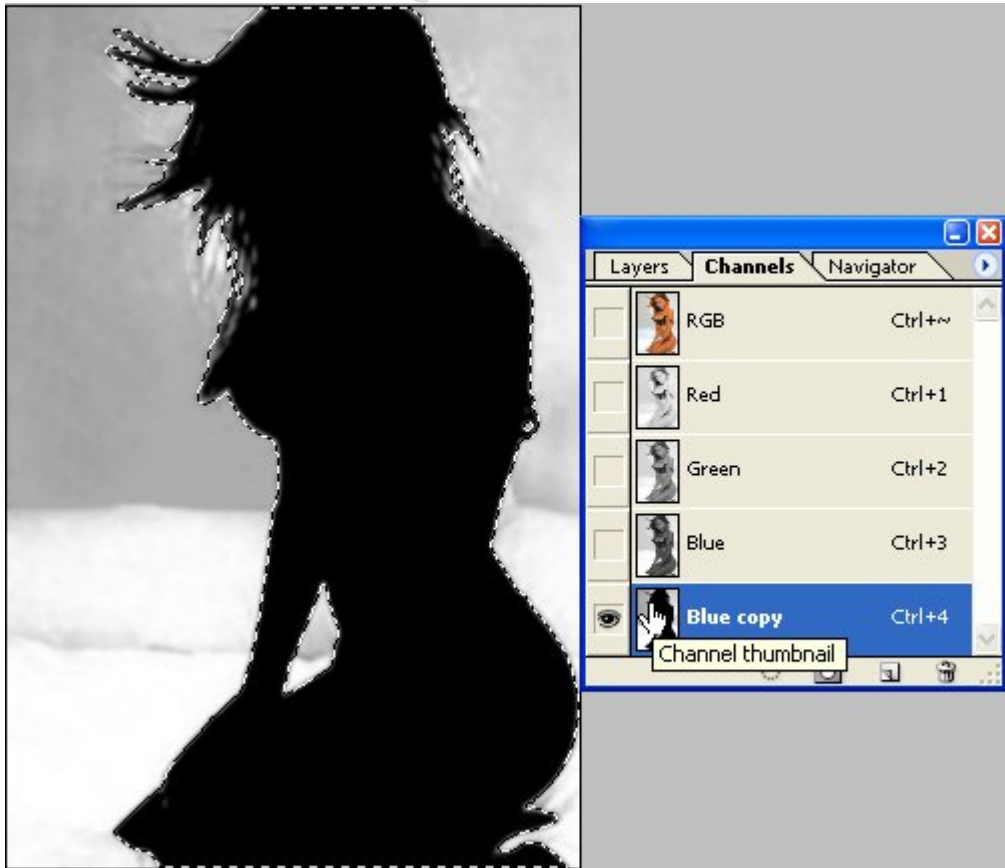 Layers Channels Navigator
RGB Ctrl+~
Red Ctrl+1
Green Ctrl+2
Blue Ctrl+3
Blue copy Ctrl+4
Channel thumbnail